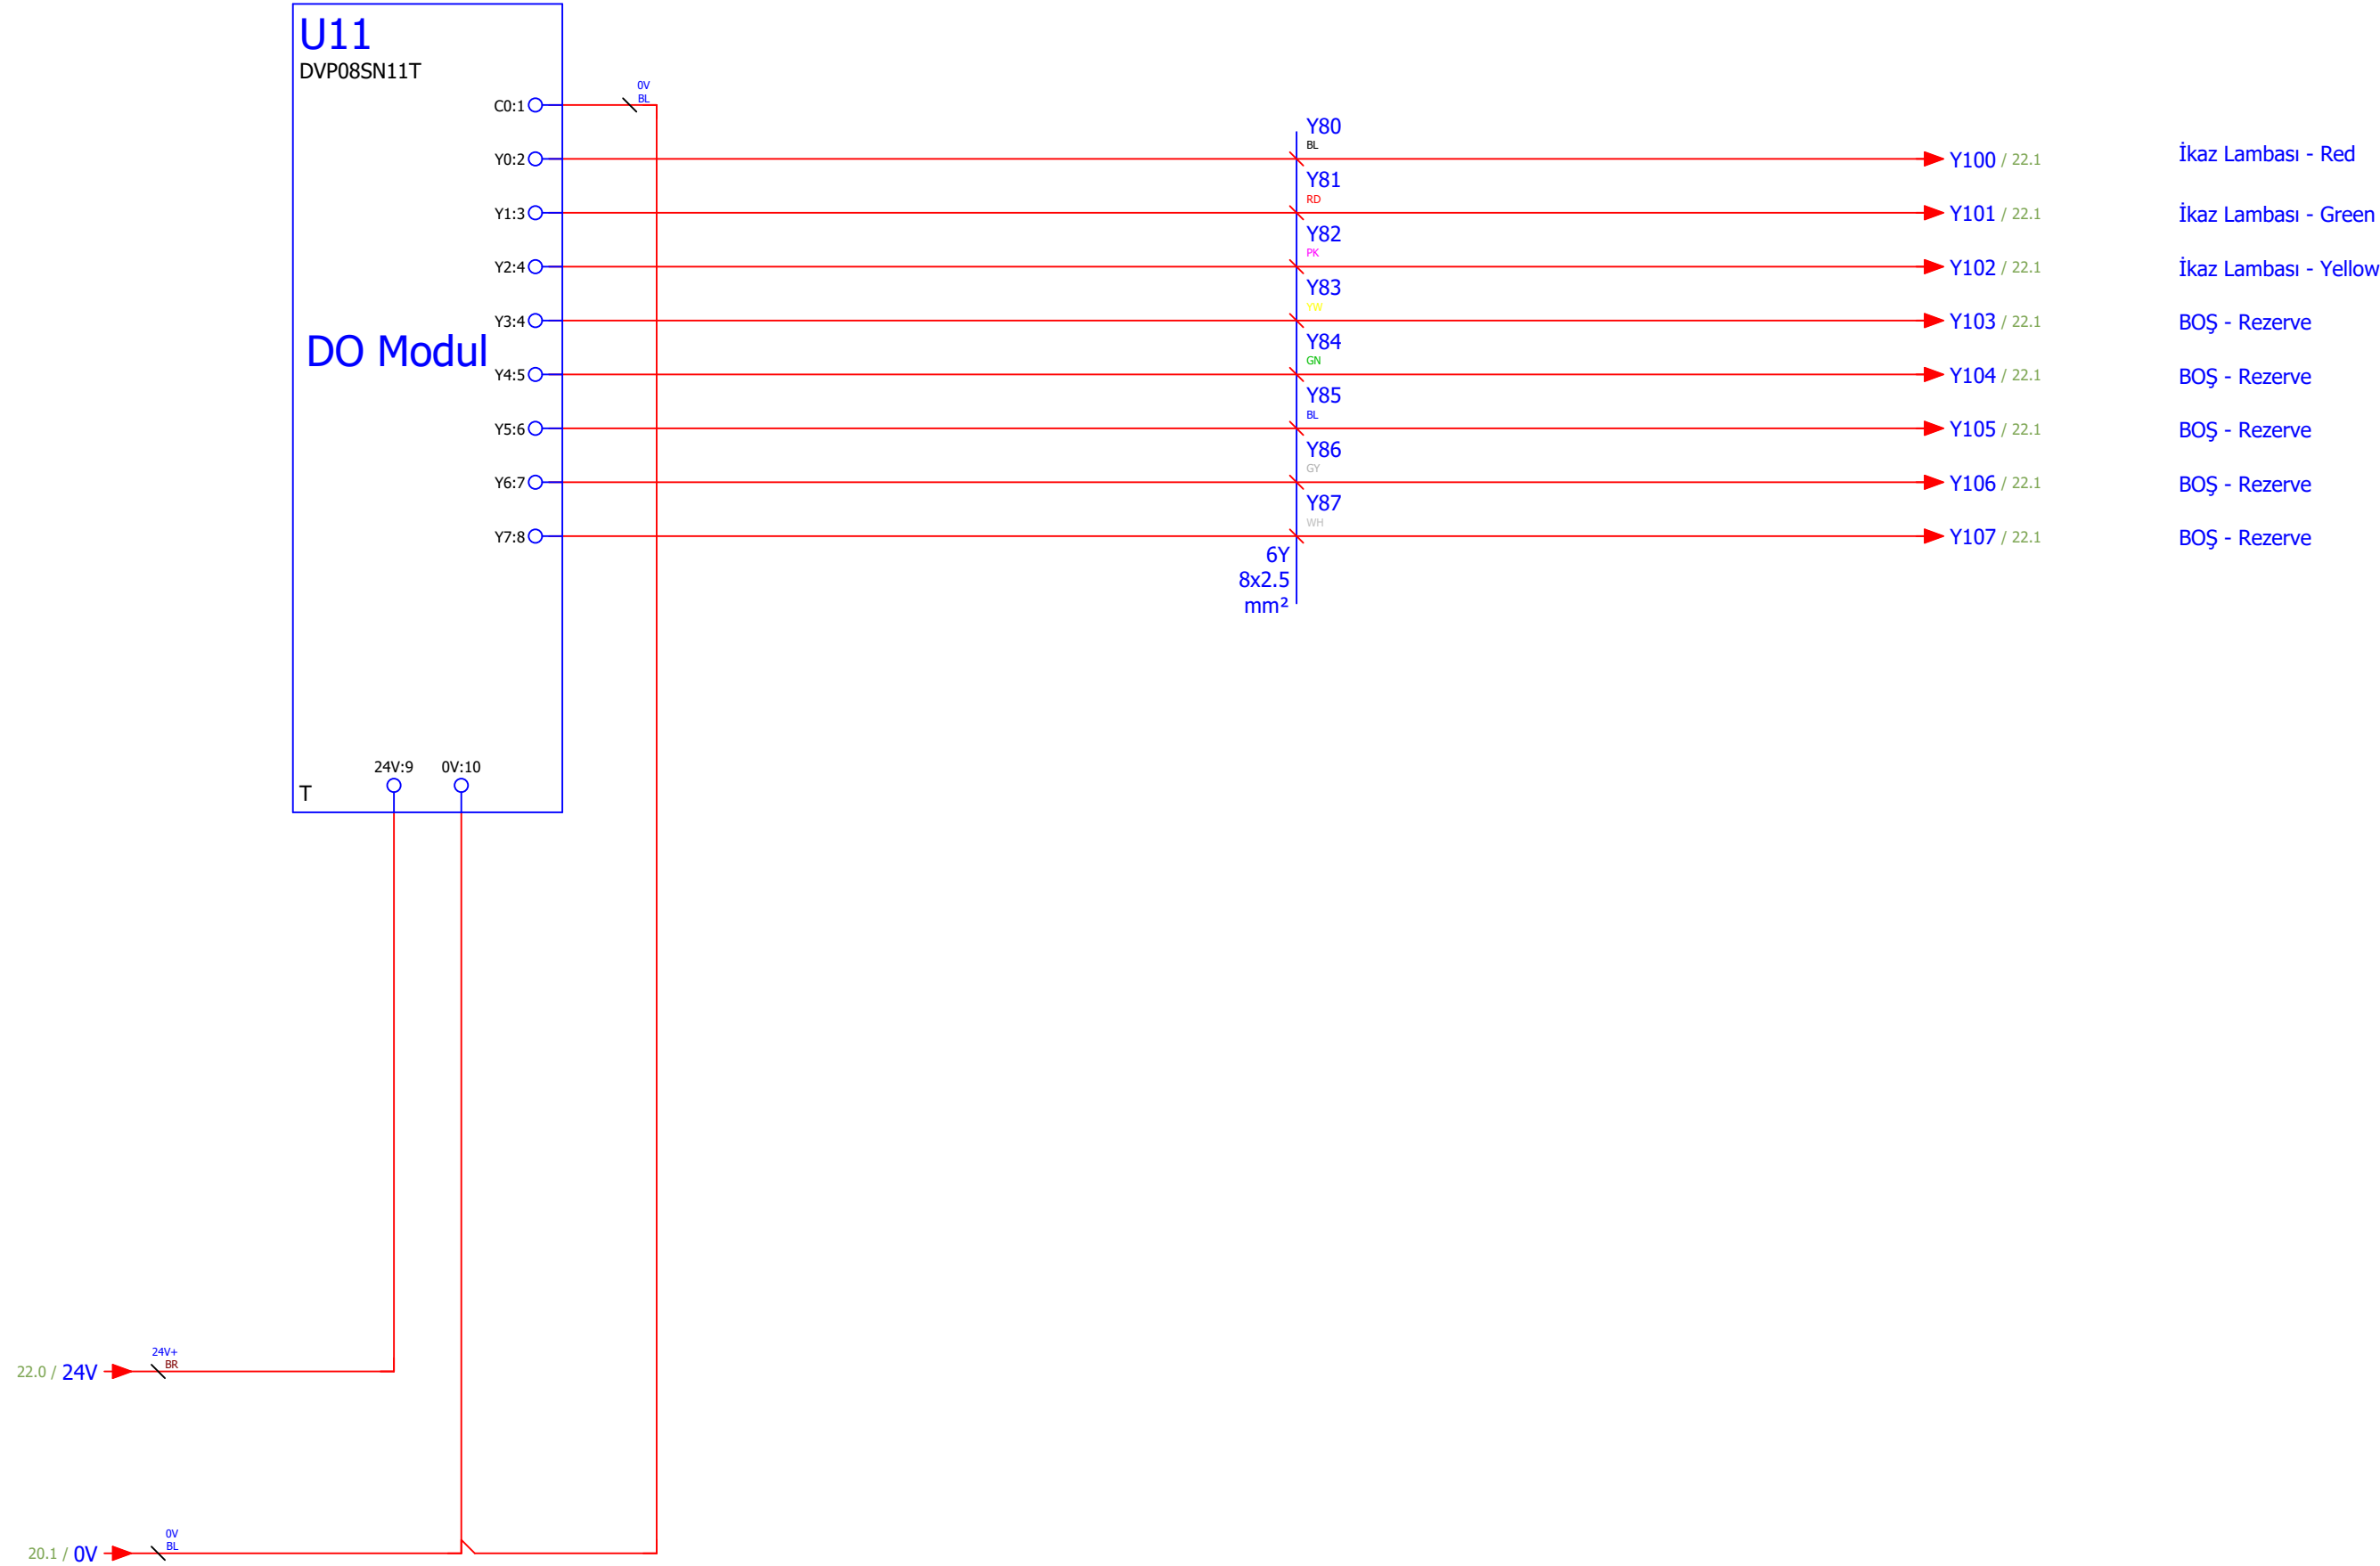 U11
DVP08SN11T
0V
BL
C0:1
Y80
BL
Y0:2
Y100 / 22.1
İkaz Lambası - Red
Y81
RD
Y1:3
Y101 / 22.1
İkaz Lambası - Green
Y82
PK
Y2:4
Y102 / 22.1
İkaz Lambası - Yellow
Y83
YW
Y3:4
Y103 / 22.1
BOŞ - Rezerve
DO Modul
Y84
GN
Y4:5
Y104 / 22.1
BOŞ - Rezerve
Y85
BL
Y5:6
Y105 / 22.1
BOŞ - Rezerve
Y86
GY
Y6:7
Y106 / 22.1
BOŞ - Rezerve
Y87
WH
Y7:8
Y107 / 22.1
BOŞ - Rezerve
6Y
8x2.5
mm²
24V:9 0V:10
T
24V+
BR
22.0 / 24V
0V
BL
20.1 / 0V